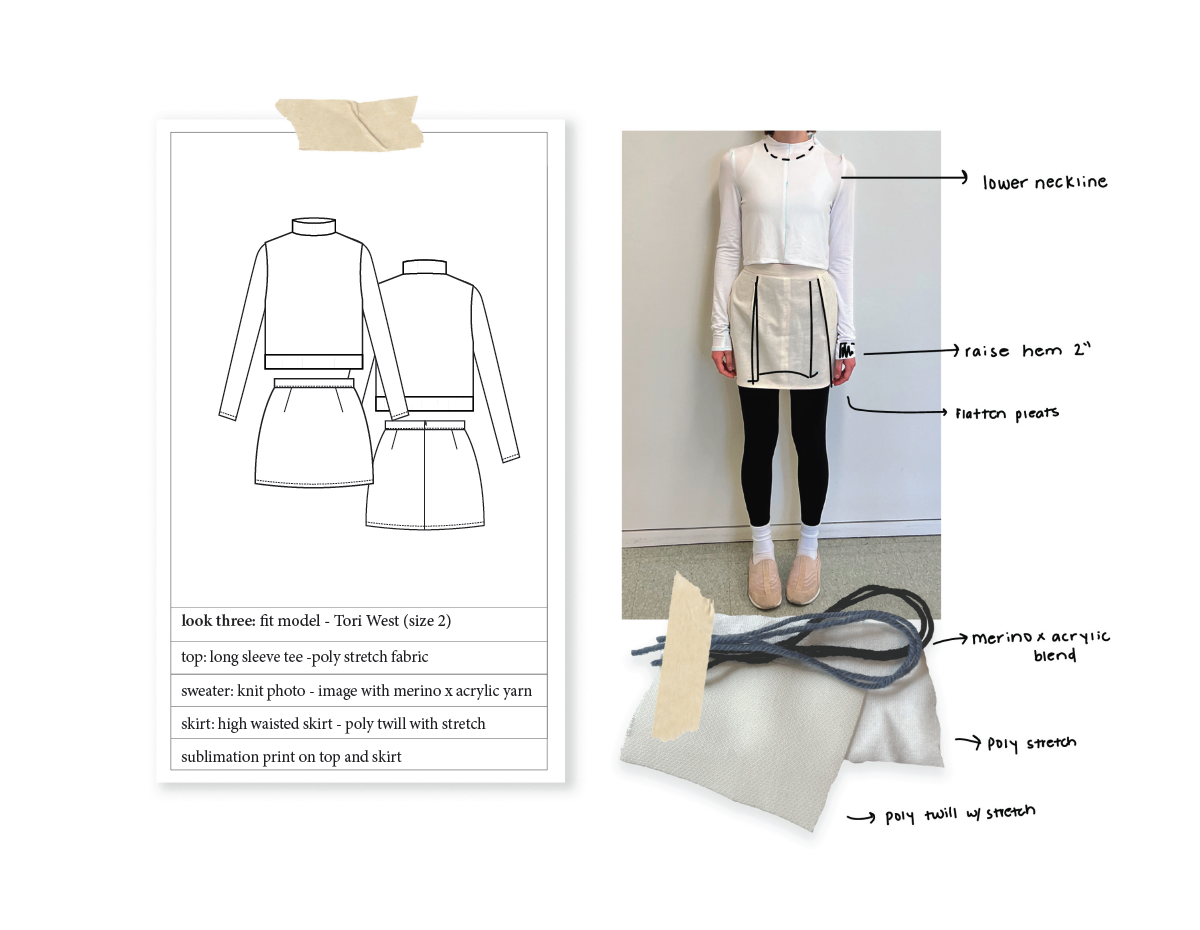 look three: fit model - Tori West (size 2)
top: long sleeve tee -poly stretch fabric
sweater: knit photo - image with merino x acrylic yarn
skirt: high waisted skirt - poly twill with stretch
sublimation print on top and skirt
lower neckline
raise hem 2"
flatten pleats
merino x acrylic
blend
poly stretch
poly twill w/ stretch